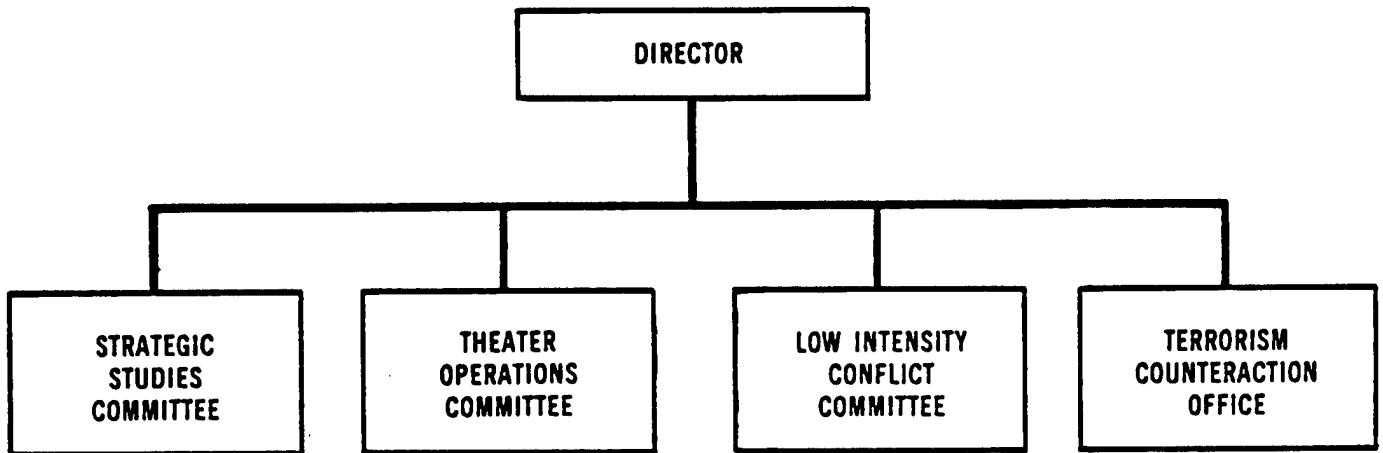 DIRECTOR
STRATEGIC
STUDIES
COMMITTEE
THEATER
OPERATIONS
COMMITTEE
LOW INTENSITY
CONFLICT
COMMITTEE
TERRORISM
COUNTERACTION
OFFICE